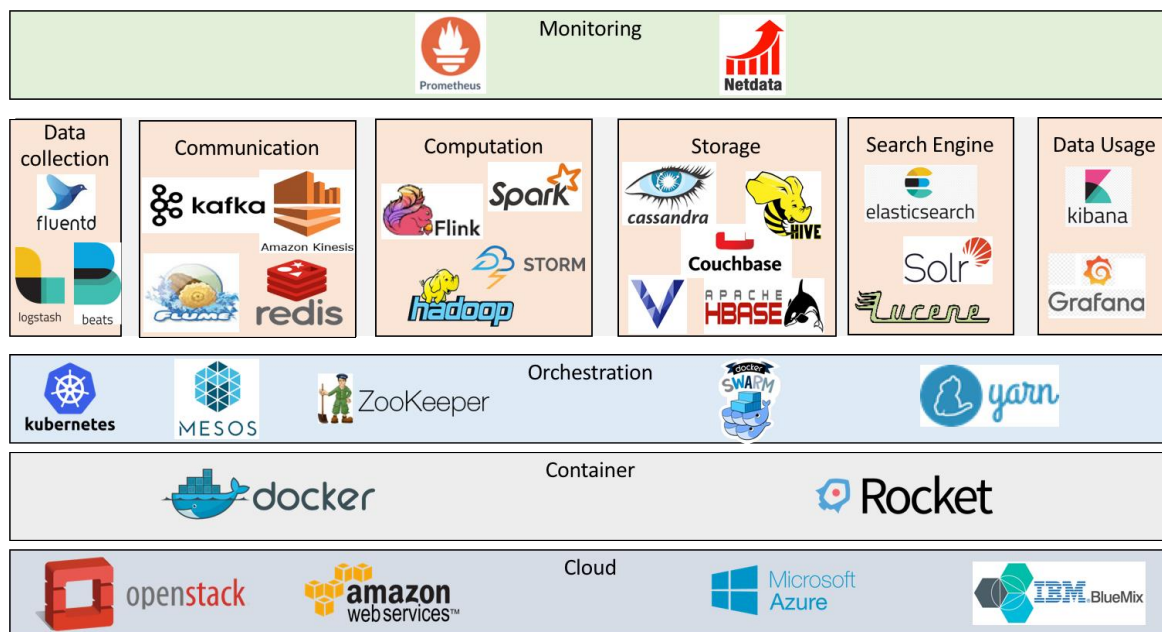 Monitoring
Prometheus
Netdata
Data
collection
fluentd
logstash
beats
Communication
kafka
Amazon Kinesis
FLUME
redis
Computation
Spark
Flink
STORM
hadoop
Storage
cassandra
HIVE
Couchbase
APACHE
HBASE
Search Engine
elasticsearch
Solr
Lucene
Data Usage
kibana
Grafana
Orchestration
kubernetes
MESOS
ZooKeeper
docker
SWARM
yarn
Container
docker
Rocket
Cloud
openstack
amazon
web services™
Microsoft
Azure
IBM®BlueMix